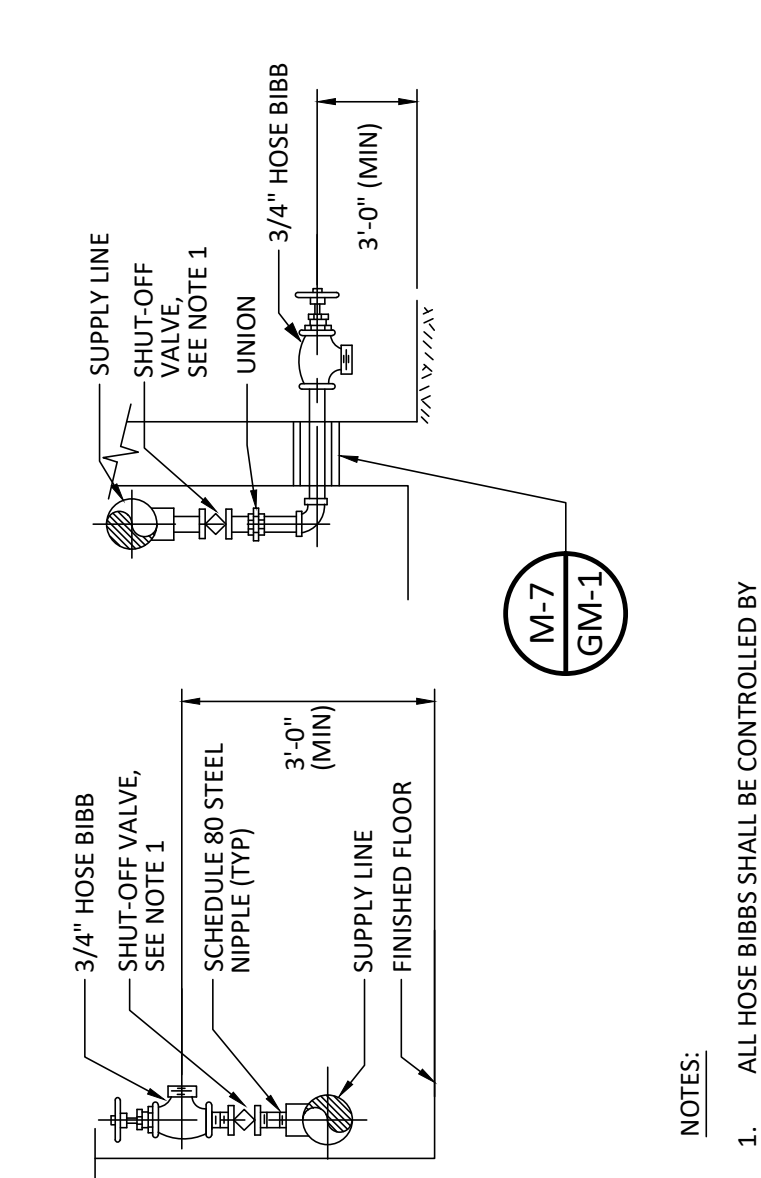 3/4" HOSE BIBB
SHUT-OFF VALVE,
SEE NOTE 1
SCHEDULE 80 STEEL
NIPPLE (TYP)
SUPPLY LINE
FINISHED FLOOR
3'-0"
(MIN)
SUPPLY LINE
SHUT-OFF
VALVE,
SEE NOTE 1
UNION
3/4" HOSE BIBB
3'-0" (MIN)
M-7
GM-1
NOTES:
1. ALL HOSE BIBBS SHALL BE CONTROLLED BY